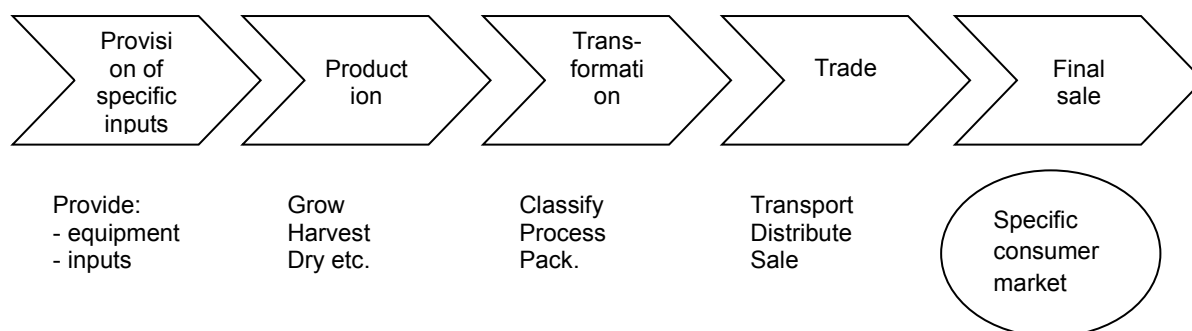 Provisi
on of
specific
inputs
Product
ion
Trans-
formati
on
Trade
Final
sale
Provide:
- equipment
- inputs
Grow
Harvest
Dry etc.
Classify
Process
Pack.
Transport
Distribute
Sale
Specific
consumer
market